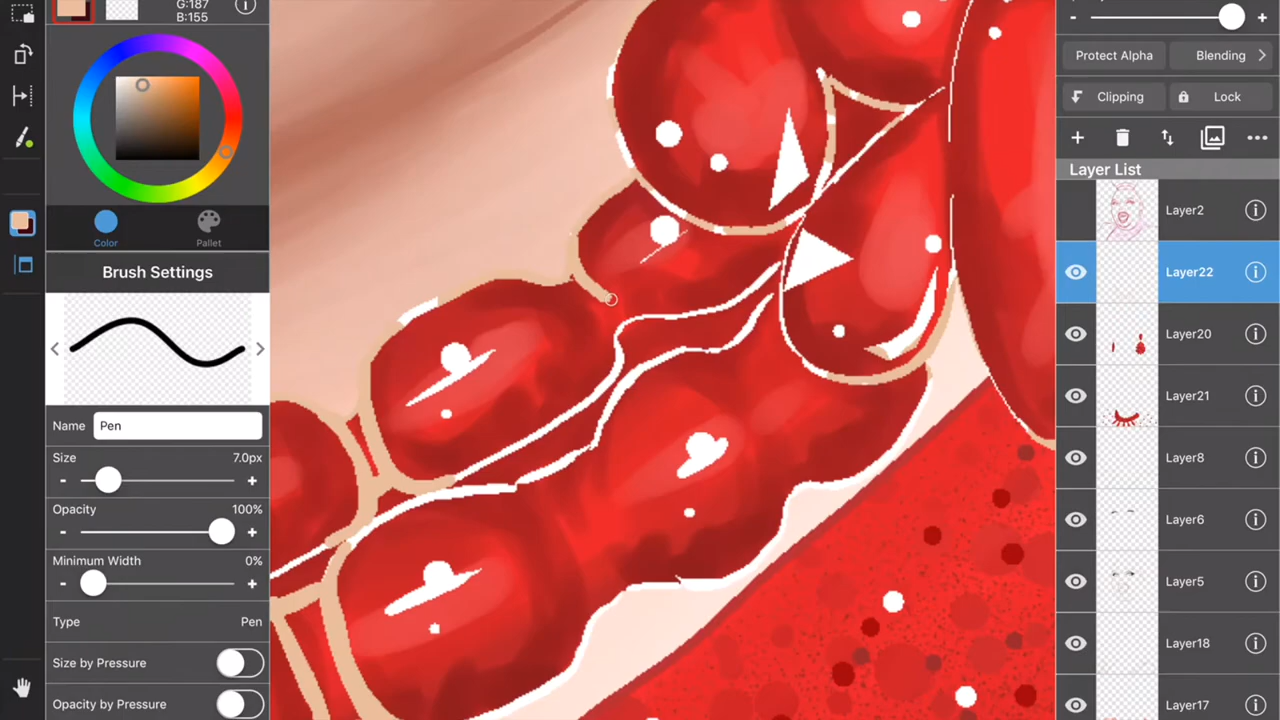 G:187
B:155
Color
Pallet
Brush Settings
Name
Pen
Size
7.0px
-
+
Opacity
100%
-
+
Minimum Width
0%
-
+
Type
Pen
Size by Pressure
Opacity by Pressure
-
+
Protect Alpha
Blending
Clipping
Lock
Layer List
Layer2
Layer22
Layer20
Layer21
Layer8
Layer6
Layer5
Layer18
Layer17